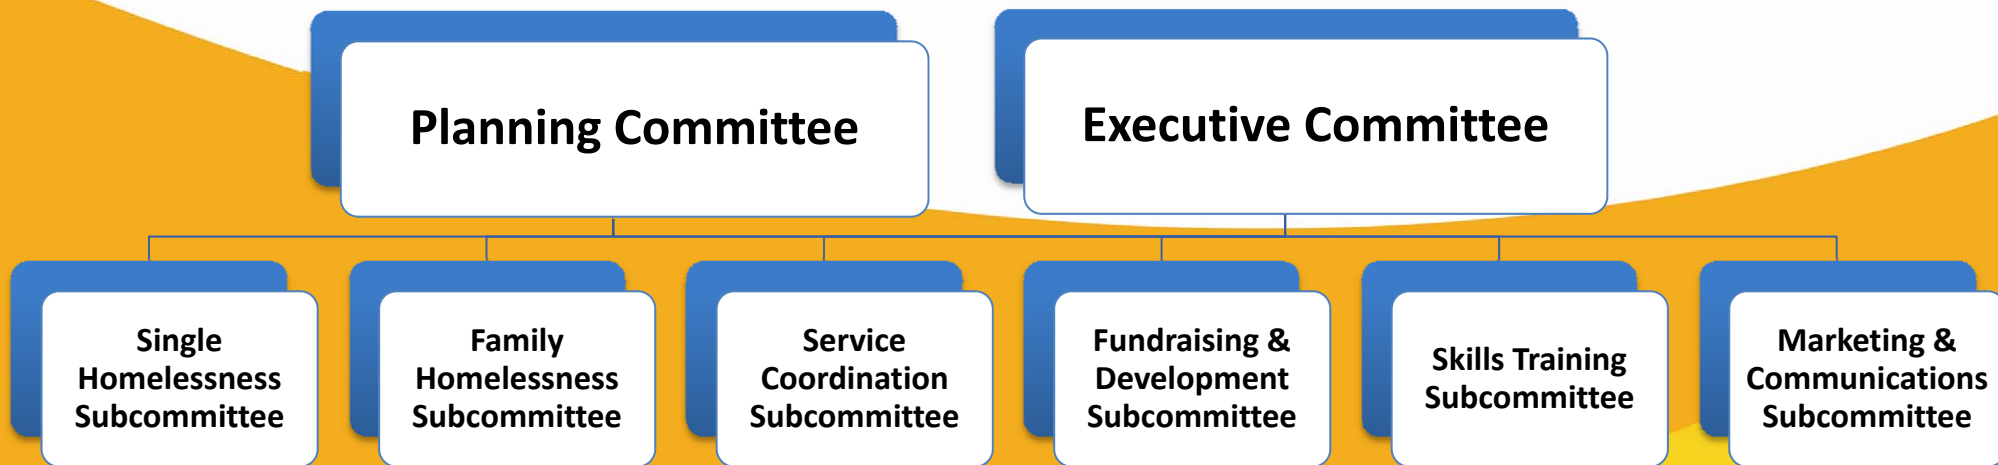 Planning Committee
Executive Committee
Single
Homelessness
Subcommittee
Family
Homelessness
Subcommittee
Service
Coordination
Subcommittee
Fundraising &
Development
Subcommittee
Skills Training
Subcommittee
Marketing &
Communications
Subcommittee